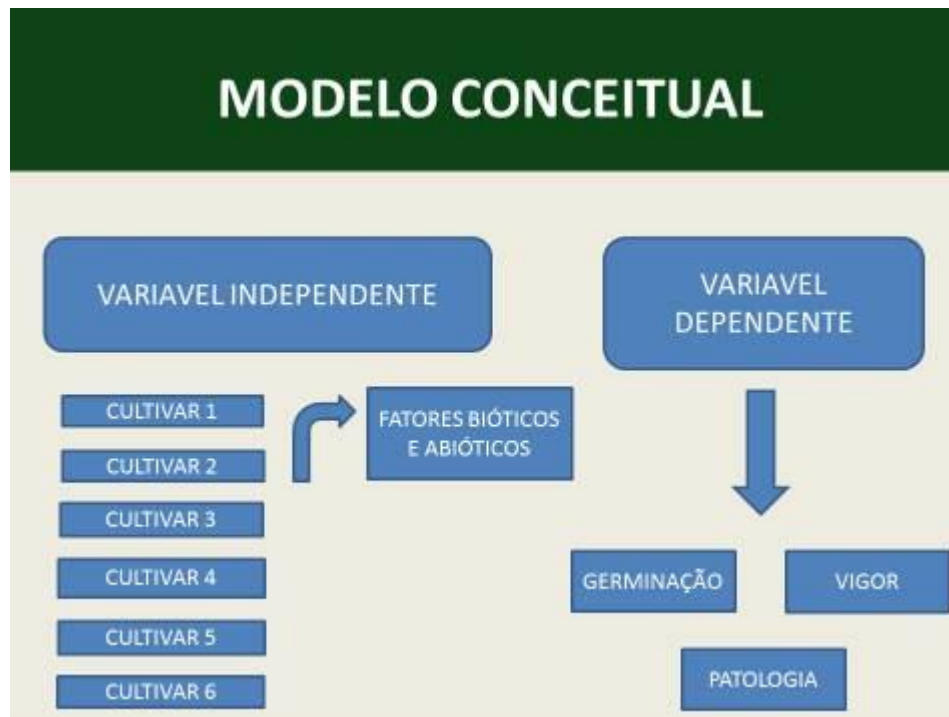 MODELO CONCEITUAL
VARIAVEL INDEPENDENTE
VARIAVEL
DEPENDENTE
CULTIVAR 1
CULTIVAR 2
CULTIVAR 3
CULTIVAR 4
CULTIVAR 5
CULTIVAR 6
FATORES BIÓTICOS
E ABIÓTICOS
GERMINAÇÃO
VIGOR
PATOLOGIA